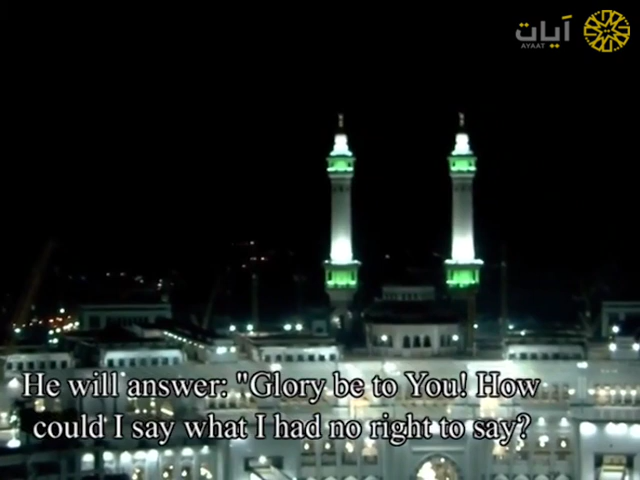 آيات
AYAAT
He will answer: "Glory be to You! How
could I say what I had no right to say?